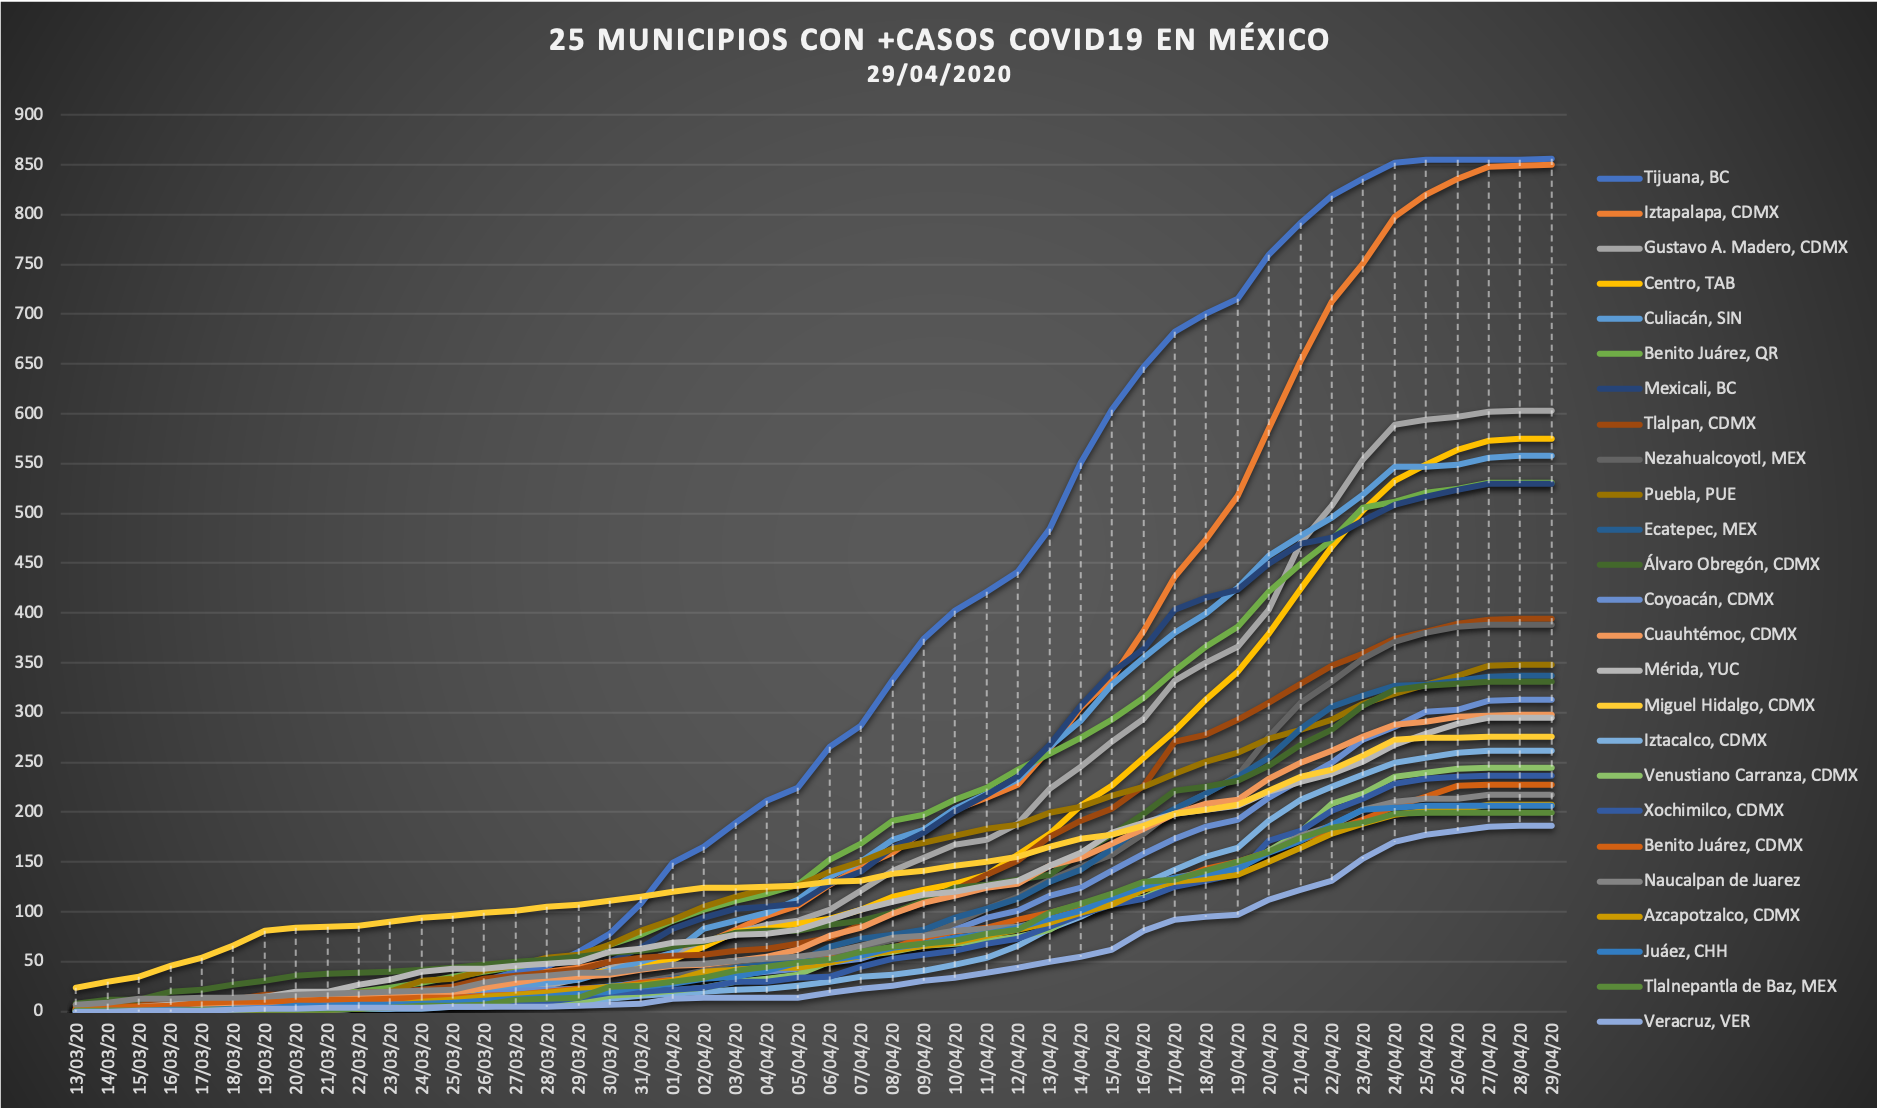 25 MUNICIPIOS CON +CASOS COVID19 EN MÉXICO
29/04/2020
900
850
800
750
700
650
600
550
500
450
400
350
300
250
200
150
100
50
0
13/03/20
14/03/20
15/03/20
16/03/20
17/03/20
18/03/20
19/03/20
20/03/20
21/03/20
22/03/20
23/03/20
24/03/20
25/03/20
26/03/20
27/03/20
28/03/20
29/03/20
30/03/20
31/03/20
01/04/20
02/04/20
03/04/20
04/04/20
05/04/20
06/04/20
07/04/20
08/04/20
09/04/20
10/04/20
11/04/20
12/04/20
13/04/20
14/04/20
15/04/20
16/04/20
17/04/20
18/04/20
19/04/20
20/04/20
21/04/20
22/04/20
23/04/20
24/04/20
25/04/20
26/04/20
27/04/20
28/04/20
29/04/20
Tijuana, BC
Iztapalapa, CDMX
Gustavo A. Madero, CDMX
Centro, TAB
Culiacán, SIN
Benito Juárez, QR
Mexicali, BC
Tlalpan, CDMX
Nezahualcoyotl, MEX
Puebla, PUE
Ecatepec, MEX
Álvaro Obregón, CDMX
Coyoacán, CDMX
Cuauhtémoc, CDMX
Mérida, YUC
Miguel Hidalgo, CDMX
Iztacalco, CDMX
Venustiano Carranza, CDMX
Xochimilco, CDMX
Benito Juárez, CDMX
Naucalpan de Juarez
Azcapotzalco, CDMX
Juáez, CHH
Tlalnepantla de Baz, MEX
Veracruz, VER